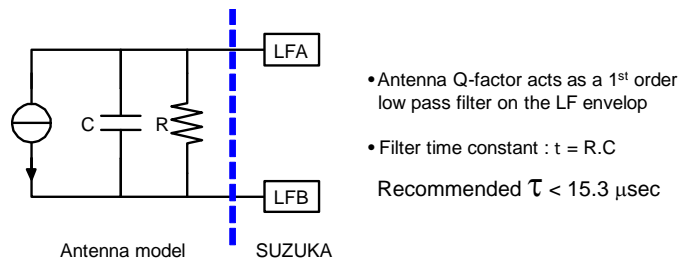 LFA
C
R
LFB
Antenna model
SUZUKA
• Antenna Q-factor acts as a 1st order
low pass filter on the LF envelop
• Filter time constant : t = R.C
Recommended τ < 15.3 μsec